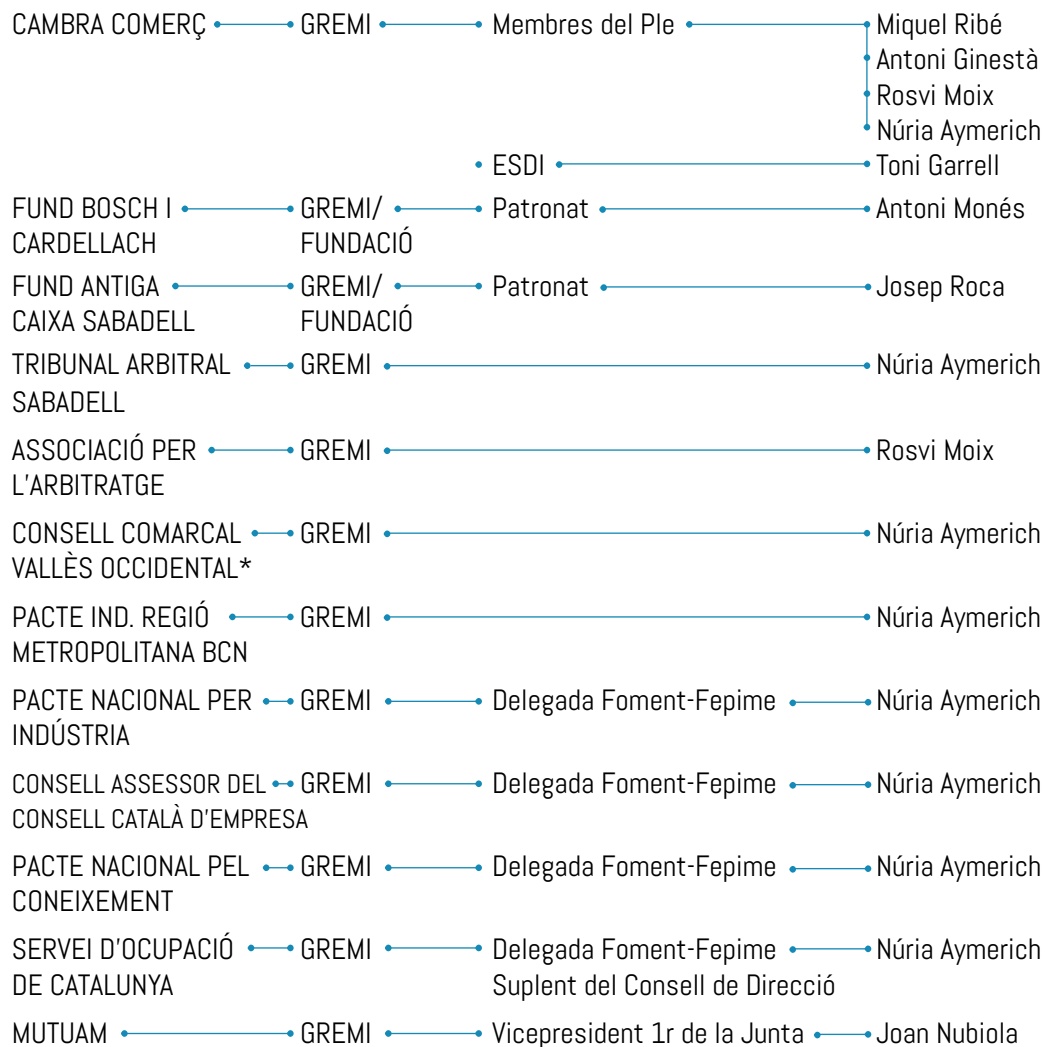 CAMBRA COMERÇ GREMI Membres del Ple Miquel Ribé
Antoni Ginestà
Rosvi Moix
Núria Aymerich
ESDI Toni Garrell
FUND BOSCH I GREMI/ Patronat Antoni Monés
CARDELLACH FUNDACIÓ
FUND ANTIGA GREMI/ Patronat Josep Roca
CAIXA SABADELL FUNDACIÓ
TRIBUNAL ARBITRAL GREMI Núria Aymerich
SABADELL
ASSOCIACIÓ PER GREMI Rosvi Moix
L'ARBITRATGE
CONSELL COMARCAL GREMI Núria Aymerich
VALLÈS OCCIDENTAL*
PACTE IND. REGIÓ GREMI Núria Aymerich
METROPOLITANA BCN
PACTE NACIONAL PER GREMI Delegada Foment-Fepime Núria Aymerich
INDÚSTRIA
CONSELL ASSESSOR DEL GREMI Delegada Foment-Fepime Núria Aymerich
CONSELL CATALÀ D'EMPRESA
PACTE NACIONAL PEL GREMI Delegada Foment-Fepime Núria Aymerich
CONEIXEMENT
SERVEI D'OCUPACIÓ GREMI Delegada Foment-Fepime Núria Aymerich
DE CATALUNYA Suplent del Consell de Direcció
MUTUAM GREMI Vicepresident 1r de la Junta Joan Nubiola